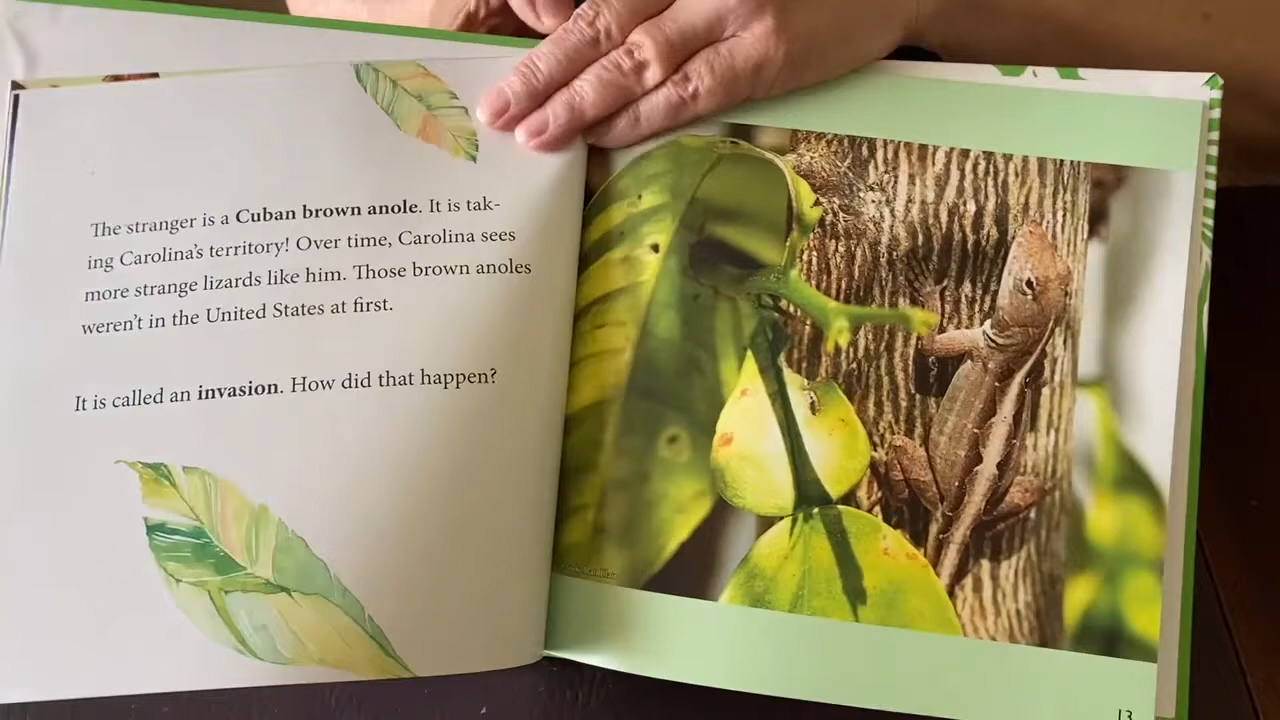 The stranger is a Cuban brown anole. It is tak-
ing Carolina's territory! Over time, Carolina sees
more strange lizards like him. Those brown anoles
weren't in the United States at first.
It is called an invasion. How did that happen?
13